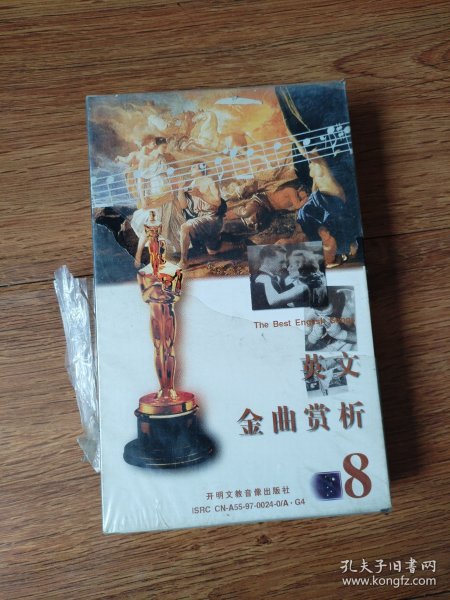 The Best English Songs
英文
金曲赏析
8
开明文教音像出版社
ISRC CN-A55-97-0024-0/A·G4
孔夫子旧书网
www.kongfz.com